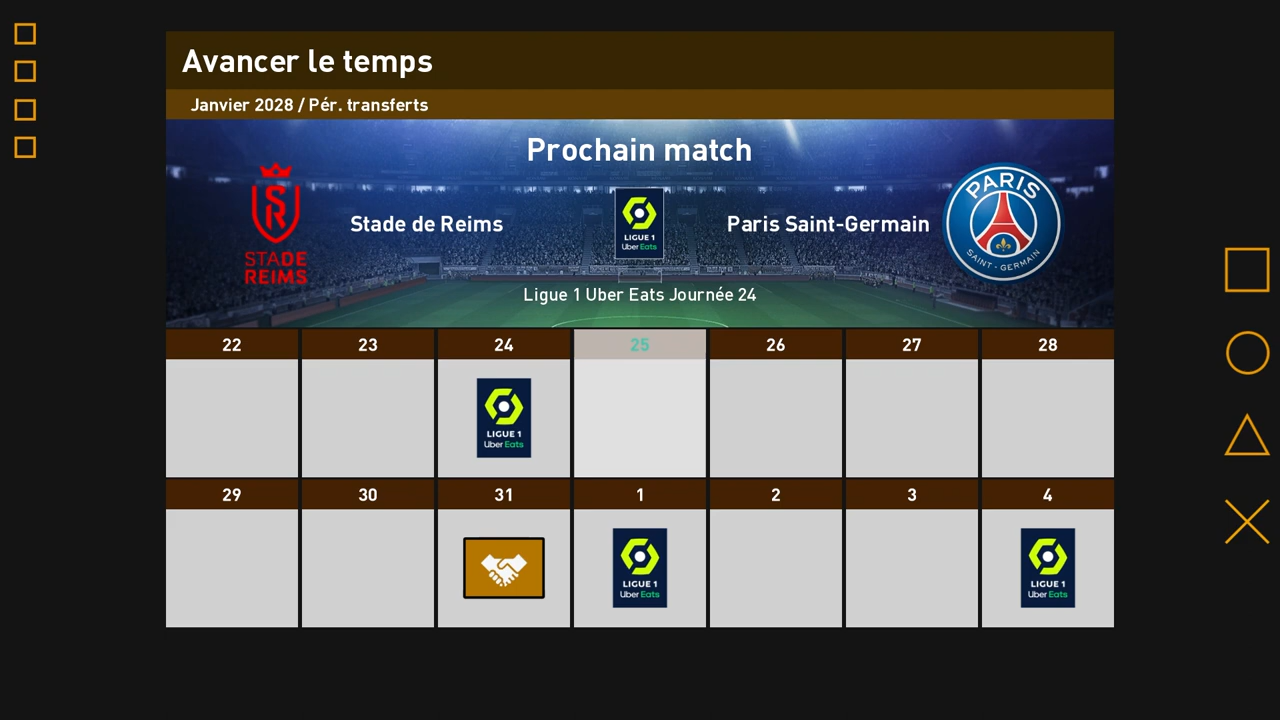 Avancer le temps
Janvier 2028 / Pér. transferts
Prochain match
STADE
REIMS
Stade de Reims
LIGUE 1
Uber Eats
Paris Saint-Germain
PARIS
SAINT - GERMAIN
Ligue 1 Uber Eats Journée 24
22 23 24 25 26 27 28
LIGUE 1
Uber Eats
29 30 31 1 2 3 4
LIGUE 1 LIGUE 1
Uber Eats Uber Eats